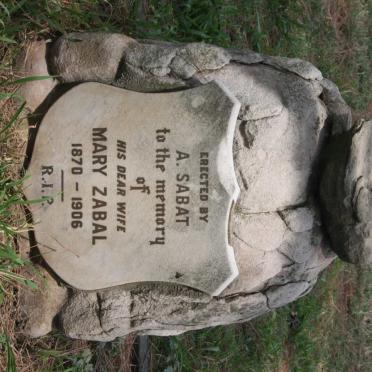 ERECTED BY
A. SABAT
to the memory
of
HIS DEAR WIFE
MARY ZABAL
1870 — 1906
R.I.P.